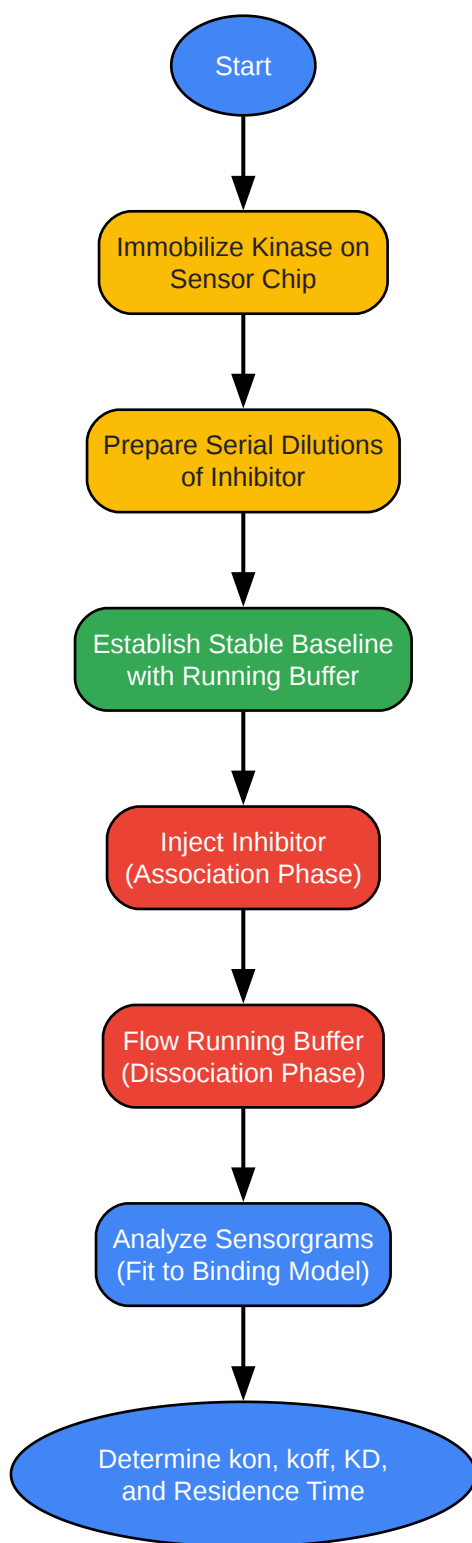 Start
Immobilize Kinase on
Sensor Chip
Prepare Serial Dilutions
of Inhibitor
Establish Stable Baseline
with Running Buffer
Inject Inhibitor
(Association Phase)
Flow Running Buffer
(Dissociation Phase)
Analyze Sensorgrams
(Fit to Binding Model)
Determine kon, koff, KD,
and Residence Time